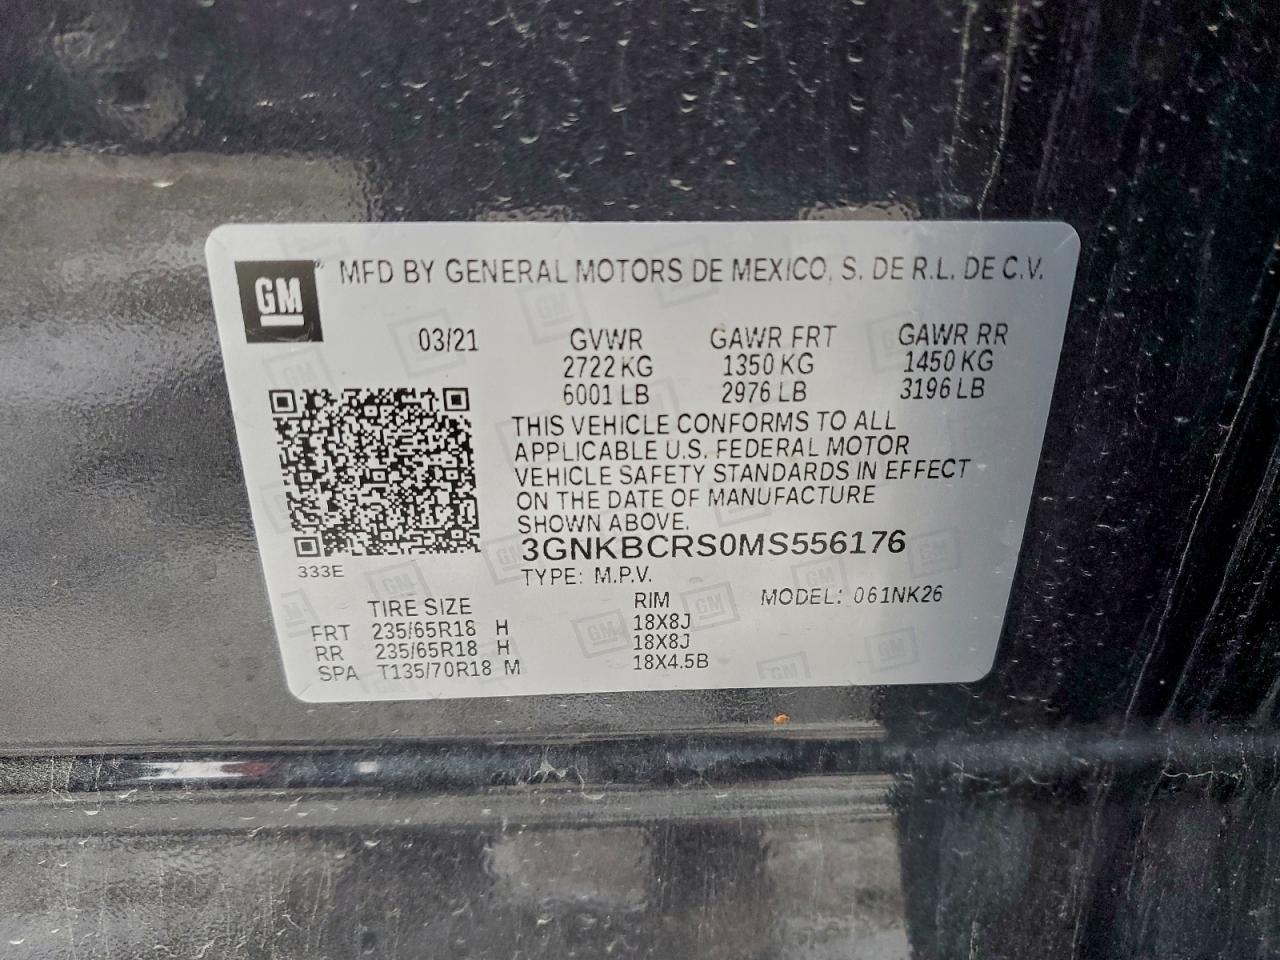 GM MFD BY GENERAL MOTORS DE MEXICO, S. DE R.L. DE C.V.
03/21 GVWR GAWR FRT GAWR RR
2722 KG 1350 KG 1450 KG
6001 LB 2976 LB 3196 LB
THIS VEHICLE CONFORMS TO ALL
APPLICABLE U.S. FEDERAL MOTOR
VEHICLE SAFETY STANDARDS IN EFFECT
ON THE DATE OF MANUFACTURE
SHOWN ABOVE.
3GNKBCRS0MS556176
333E
TYPE: M.P.V. MODEL: 061NK26
TIRE SIZE RIM
FRT 235/65R18 H 18X8J
RR 235/65R18 H 18X8J
SPA T135/70R18 M 18X4.5B